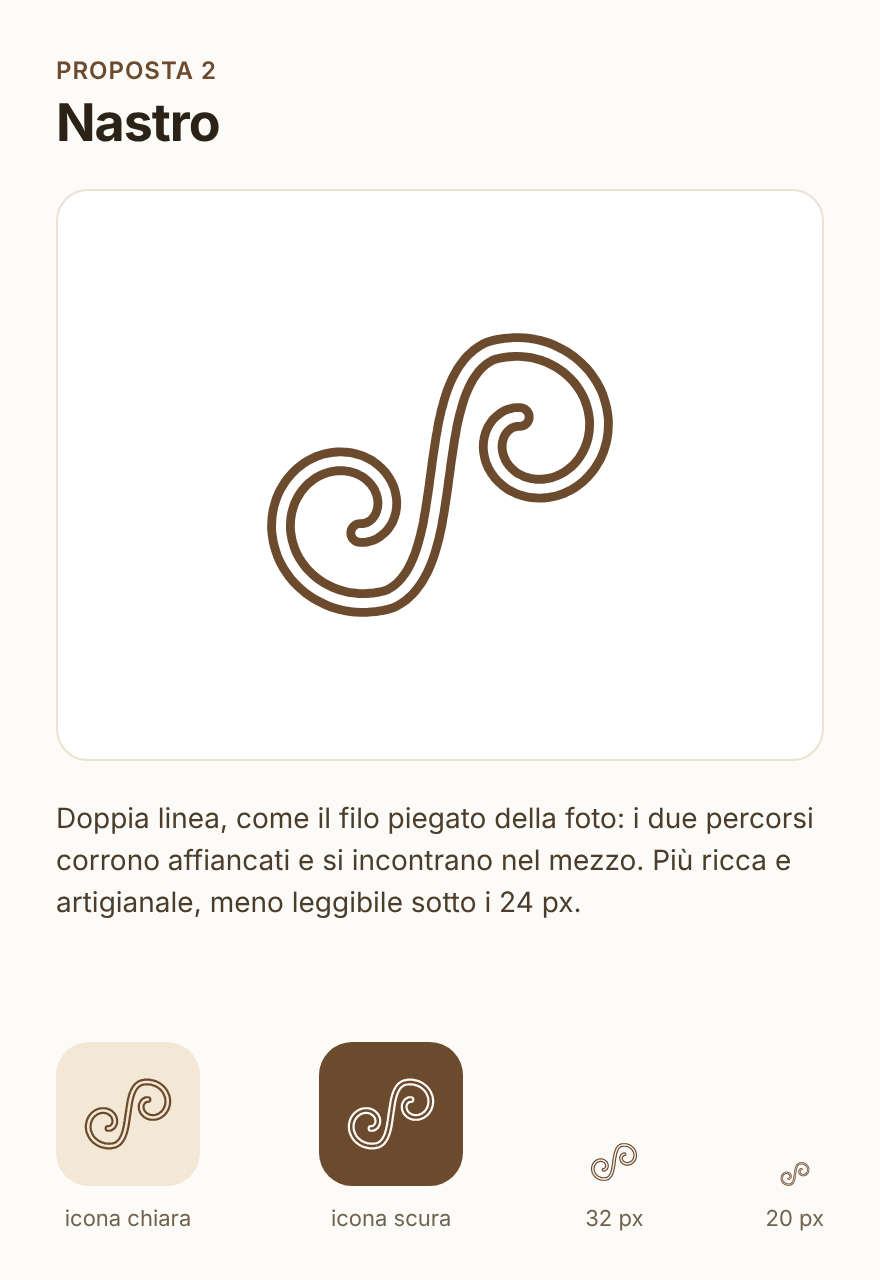 PROPOSTA 2
Nastro
Doppia linea, come il filo piegato della foto: i due percorsi
corrono affiancati e si incontrano nel mezzo. Più ricca e
artigianale, meno leggibile sotto i 24 px.
icona chiara
icona scura
32 px
20 px